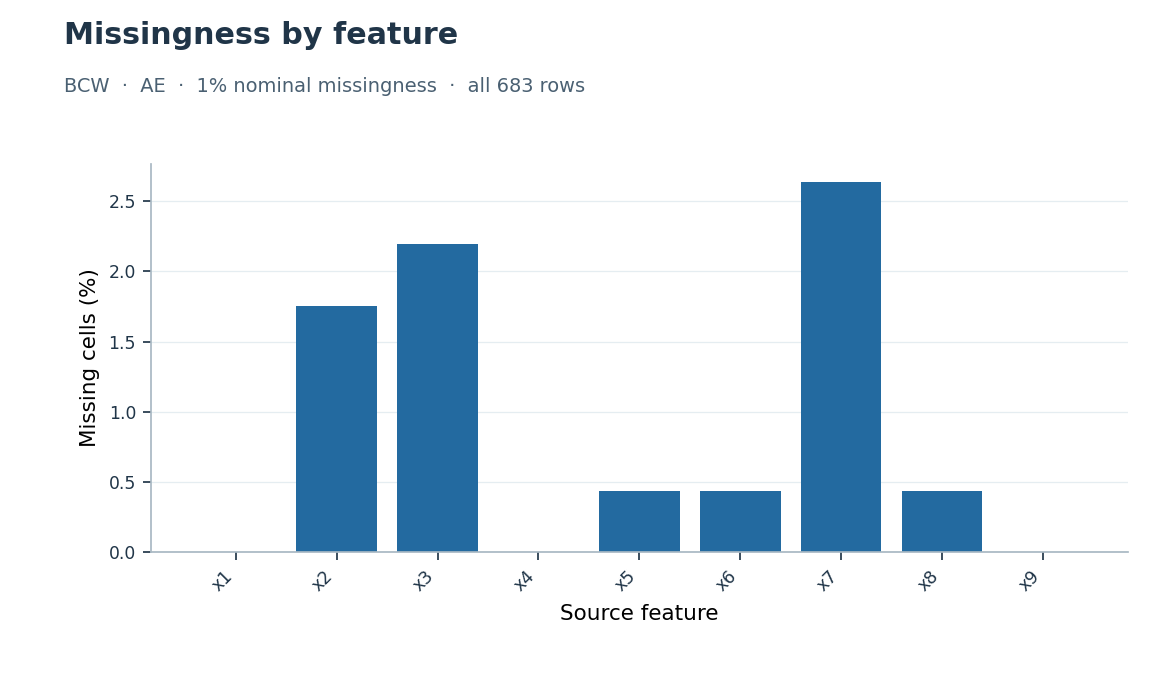 Missingness by feature
BCW · AE · 1% nominal missingness · all 683 rows
Missing cells (%)
2.5
2.0
1.5
1.0
0.5
0.0
x1 x2 x3 x4 x5 x6 x7 x8 x9
Source feature